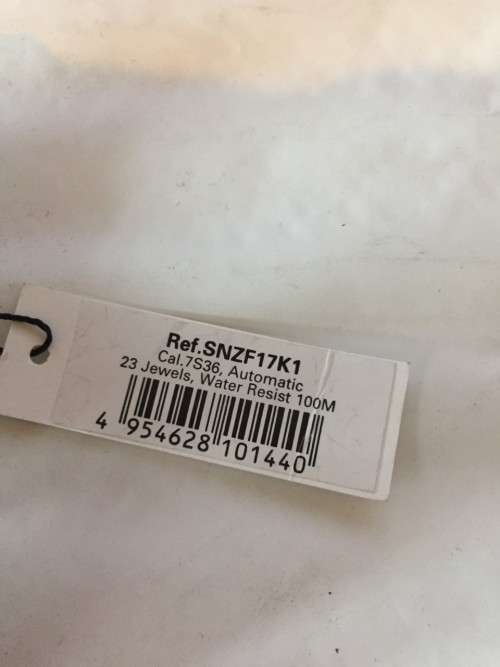 Ref.SNZF17K1
Cal.7S36, Automatic
23 Jewels, Water Resist 100M
4 954628 101440